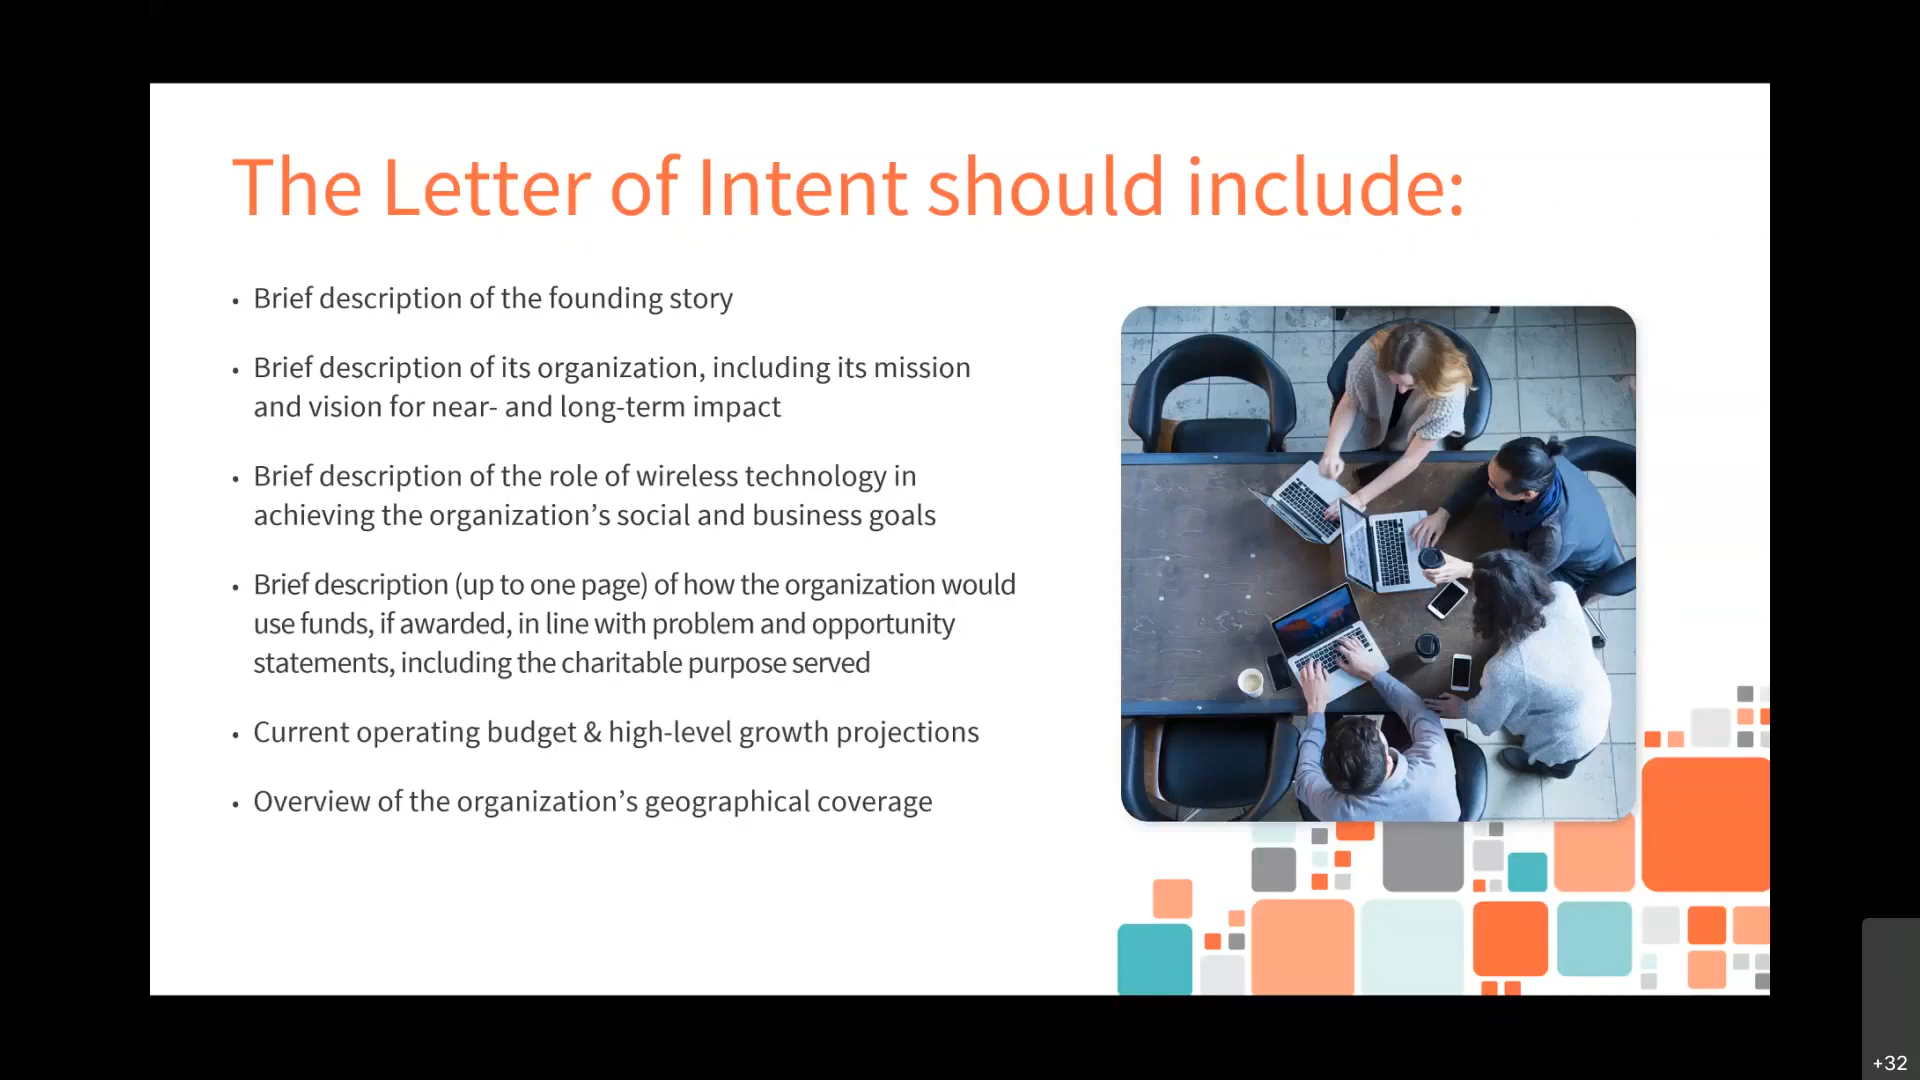 The Letter of Intent should include:
• Brief description of the founding story
• Brief description of its organization, including its mission
and vision for near- and long-term impact
• Brief description of the role of wireless technology in
achieving the organization’s social and business goals
• Brief description (up to one page) of how the organization would
use funds, if awarded, in line with problem and opportunity
statements, including the charitable purpose served
• Current operating budget & high-level growth projections
• Overview of the organization’s geographical coverage
+32